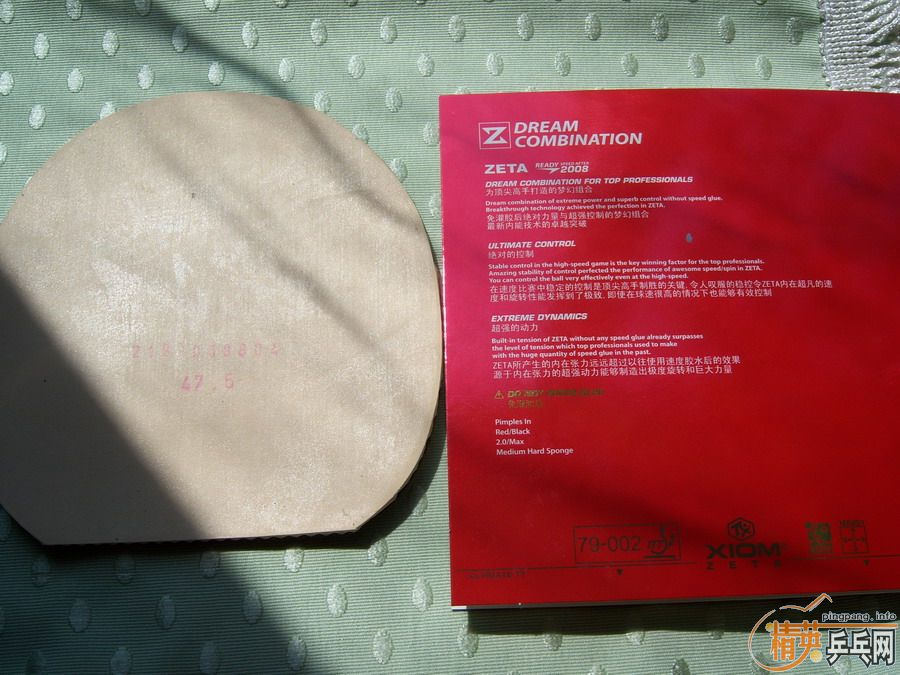 Z DREAM
COMBINATION
ZETA READY SPEED AFTER 2008
DREAM COMBINATION FOR TOP PROFESSIONALS
为顶尖高手打造的梦幻组合
Dream combination of extreme power and superb control without speed glue.
Breakthrough technology achieved the perfection in ZETA.
免灌胶后绝对力量与超强控制的梦幻组合
最新内能技术的卓越突破
ULTIMATE CONTROL
绝对的控制
Stable control in the high-speed game is the key winning factor for the top professionals.
Amazing stability of control perfected the performance of awesome speed/spin in ZETA.
You can control the ball very effectively even at the high-speed.
在速度比赛中稳定的控制是顶尖高手制胜的关键, 令人叹服的稳控令ZETA内在超凡的速
度和旋转性能发挥到了极致, 即使在球速很高的情况下也能够有效控制
EXTREME DYNAMICS
超强的动力
Built-in tension of ZETA without any speed glue already surpasses
the level of tension which top professionals used to make
with the huge quantity of speed glue in the past.
ZETA所产生的内在张力远远超过以往使用速度胶水后的效果
源于内在张力的超强动力能够制造出极度旋转和巨大力量
Pimples In
Red/Black
2.0/Max
Medium Hard Sponge
47.5
79-002
XIOM
ZETA
pingpang.info
精英乒乓网